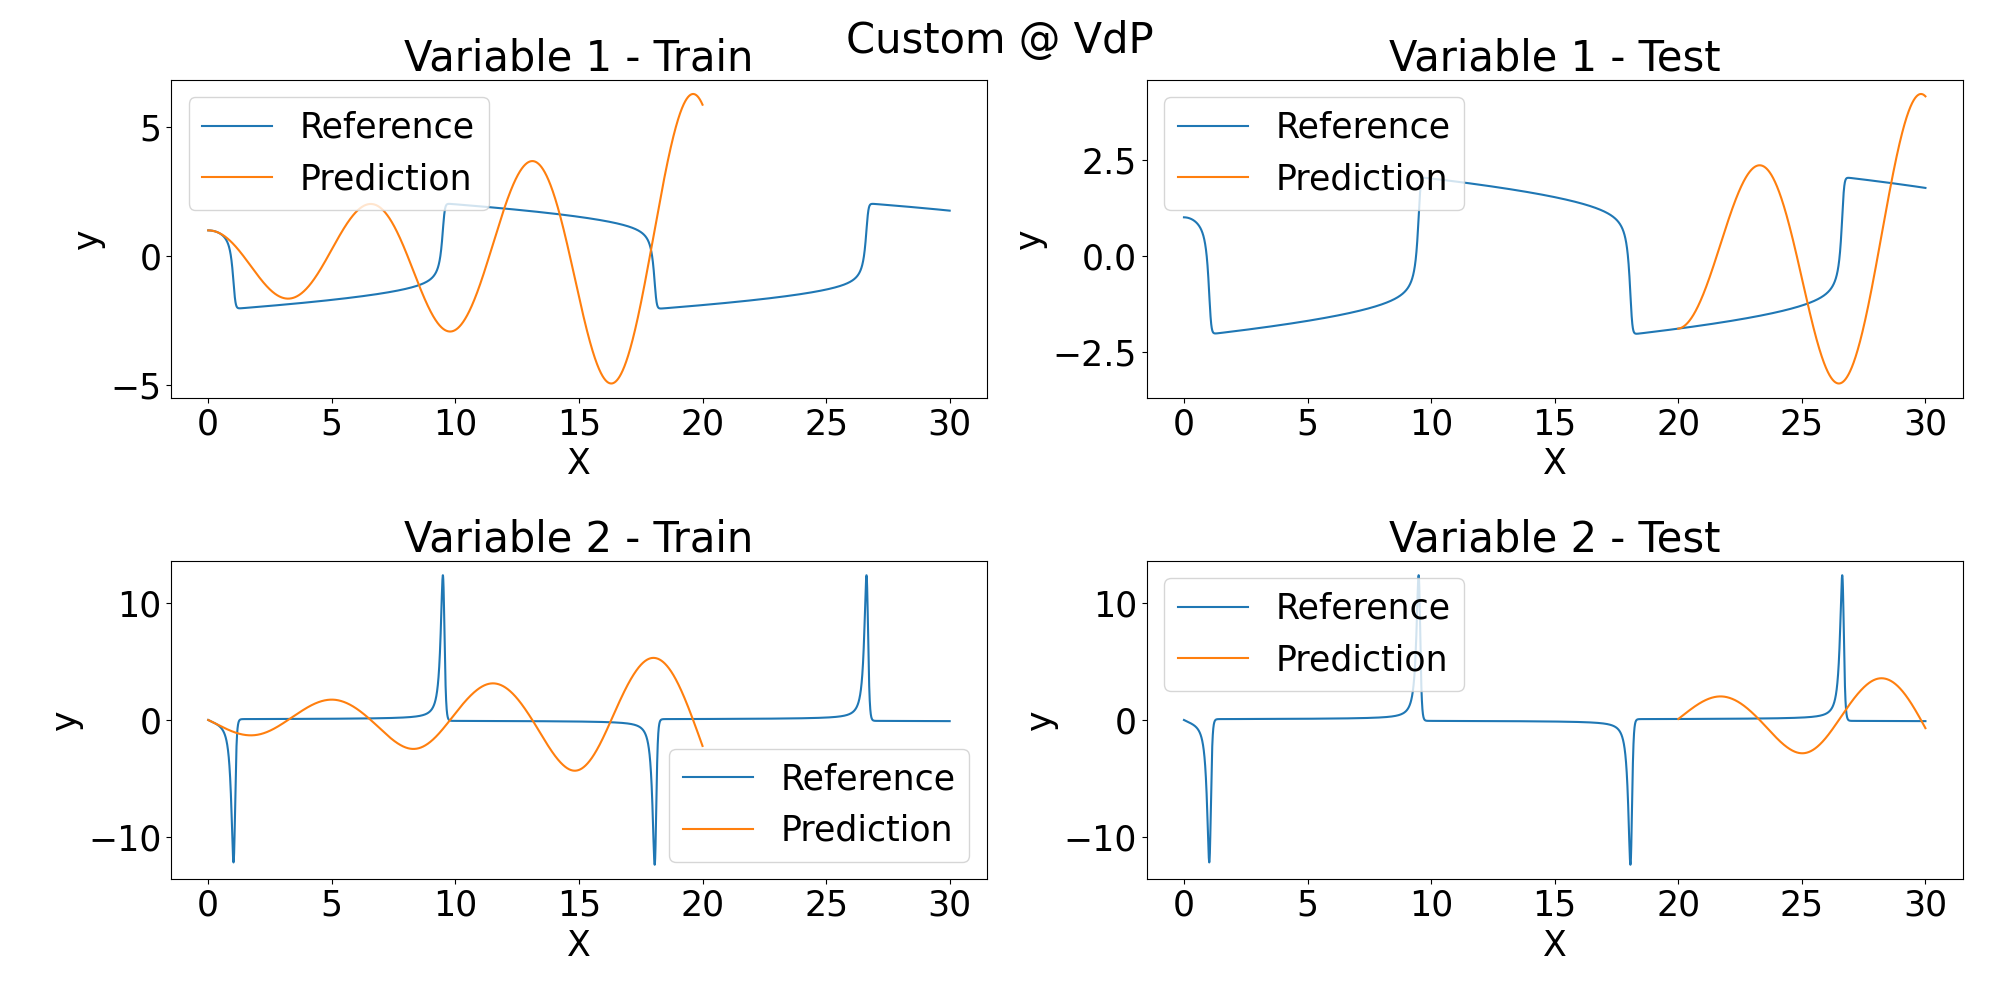 Custom @ VdP
Variable 1 - Train
Reference
Prediction
y
5
0
−5
0 5 10 15 20 25 30
X
Variable 1 - Test
Reference
Prediction
y
2.5
0.0
−2.5
0 5 10 15 20 25 30
X
Variable 2 - Train
Reference
Prediction
y
10
0
−10
0 5 10 15 20 25 30
X
Variable 2 - Test
Reference
Prediction
y
10
0
−10
0 5 10 15 20 25 30
X